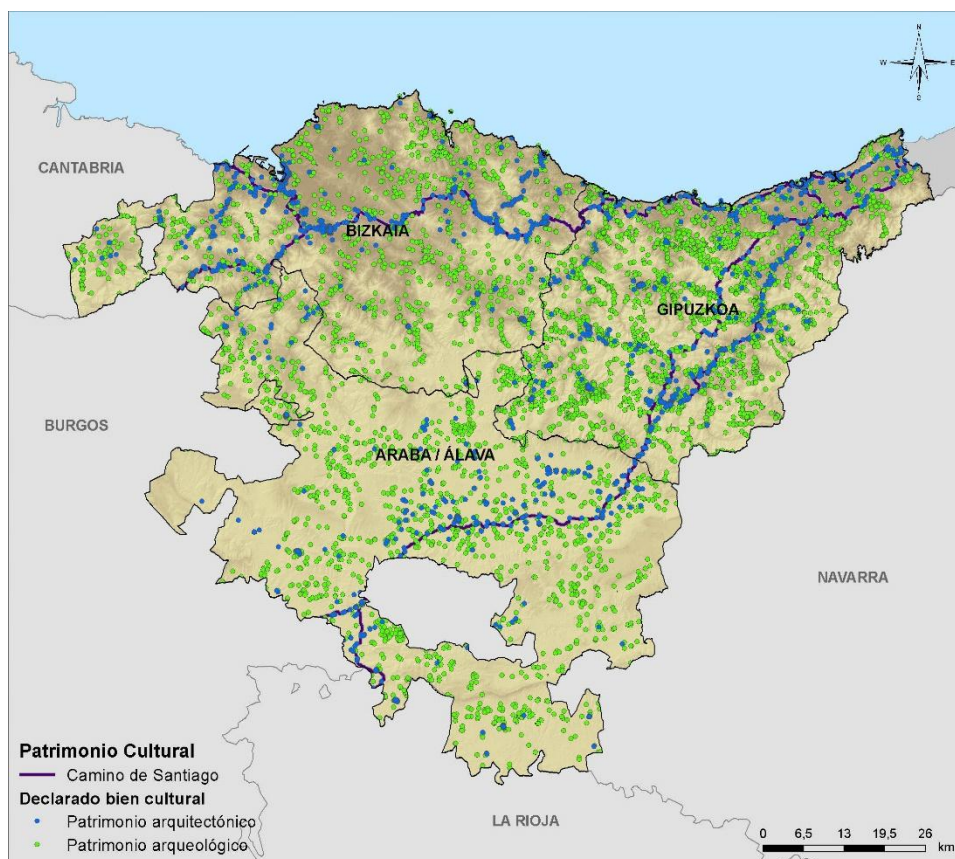 N
W
E
S
CANTABRIA
BIZKAIA
GIPUZKOA
BURGOS
ARABA / ÁLAVA
NAVARRA
LA RIOJA
Patrimonio Cultural
Camino de Santiago
Declarado bien cultural
Patrimonio arquitectónico
Patrimonio arqueológico
0 6,5 13 19,5 26
km